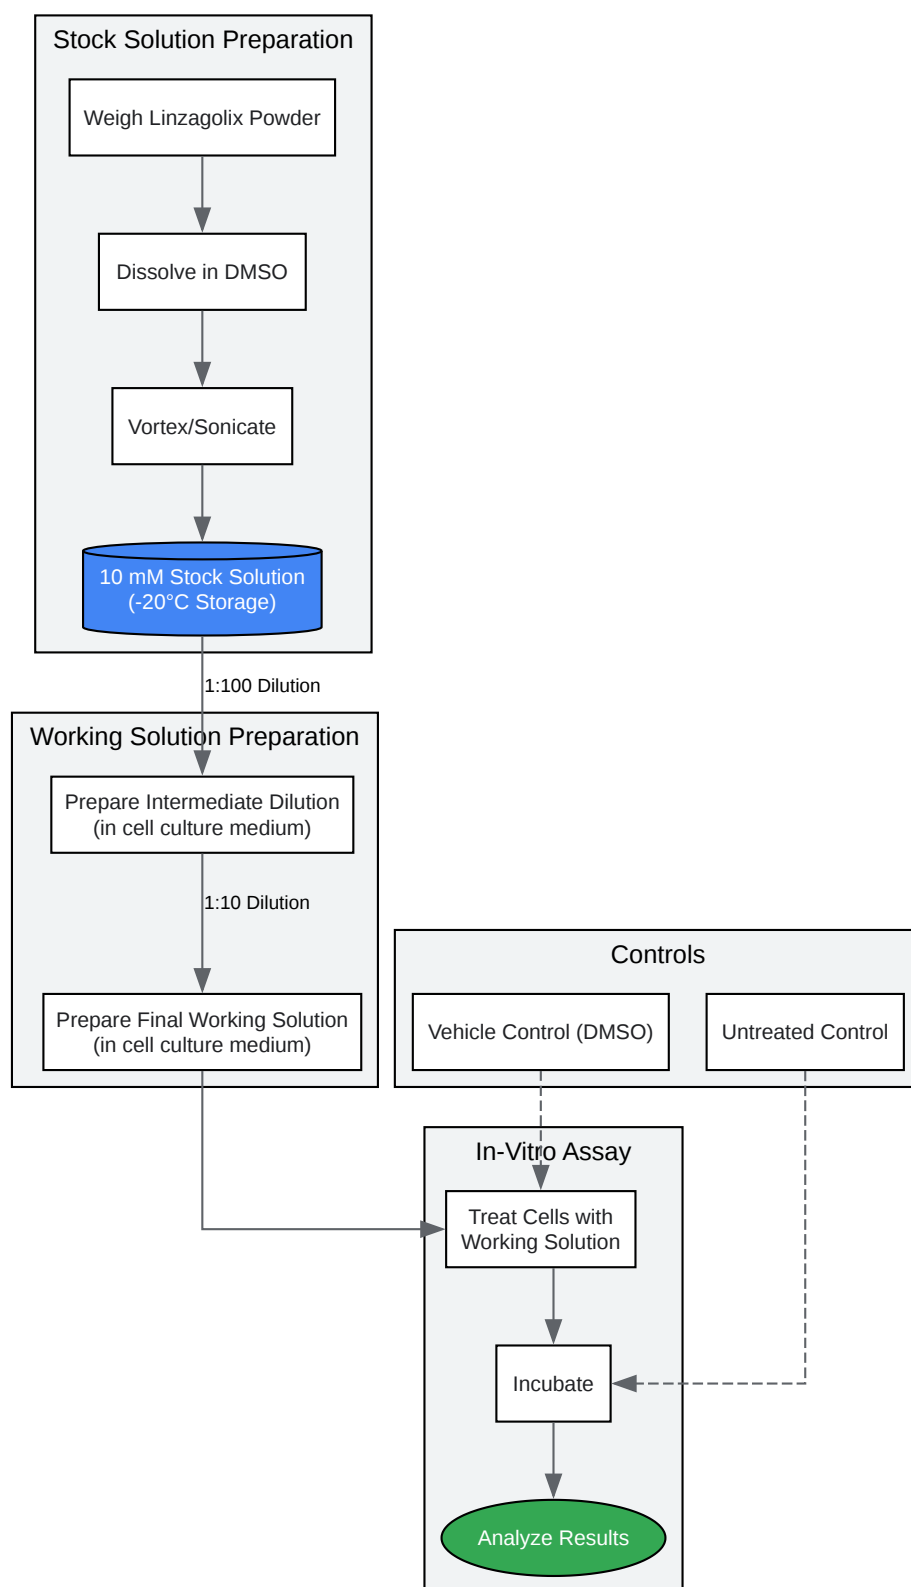 Stock Solution Preparation
Weigh Linzagolix Powder
Dissolve in DMSO
Vortex/Sonicate
10 mM Stock Solution
(-20°C Storage)
1:100 Dilution
Working Solution Preparation
Prepare Intermediate Dilution
(in cell culture medium)
1:10 Dilution
Prepare Final Working Solution
(in cell culture medium)
Controls
Vehicle Control (DMSO)
Untreated Control
In-Vitro Assay
Treat Cells with
Working Solution
Incubate
Analyze Results